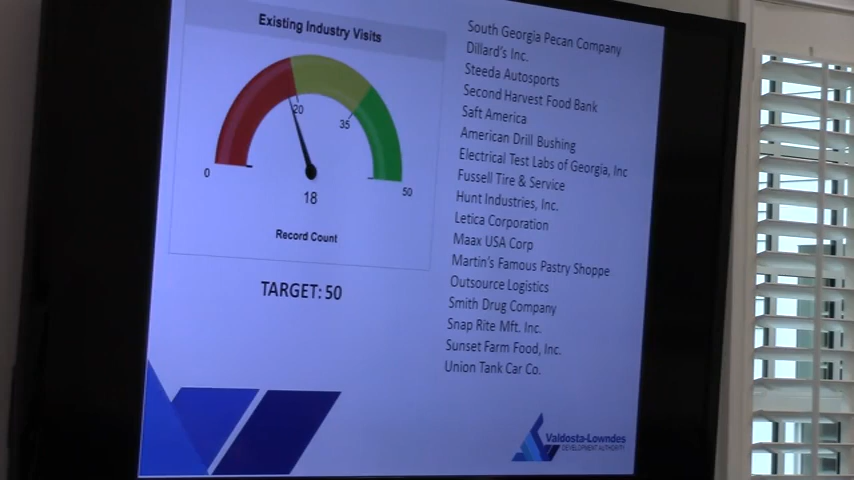 Existing Industry Visits
0
20
35
50
18
Record Count
TARGET: 50
South Georgia Pecan Company
Dillard's Inc.
Steeda Autosports
Second Harvest Food Bank
Saft America
American Drill Bushing
Electrical Test Labs of Georgia, Inc
Fussell Tire & Service
Hunt Industries, Inc.
Letica Corporation
Maax USA Corp
Martin's Famous Pastry Shoppe
Outsource Logistics
Smith Drug Company
Snap Rite Mft. Inc.
Sunset Farm Food, Inc.
Union Tank Car Co.
Valdosta-Lowndes
DEVELOPMENT AUTHORITY